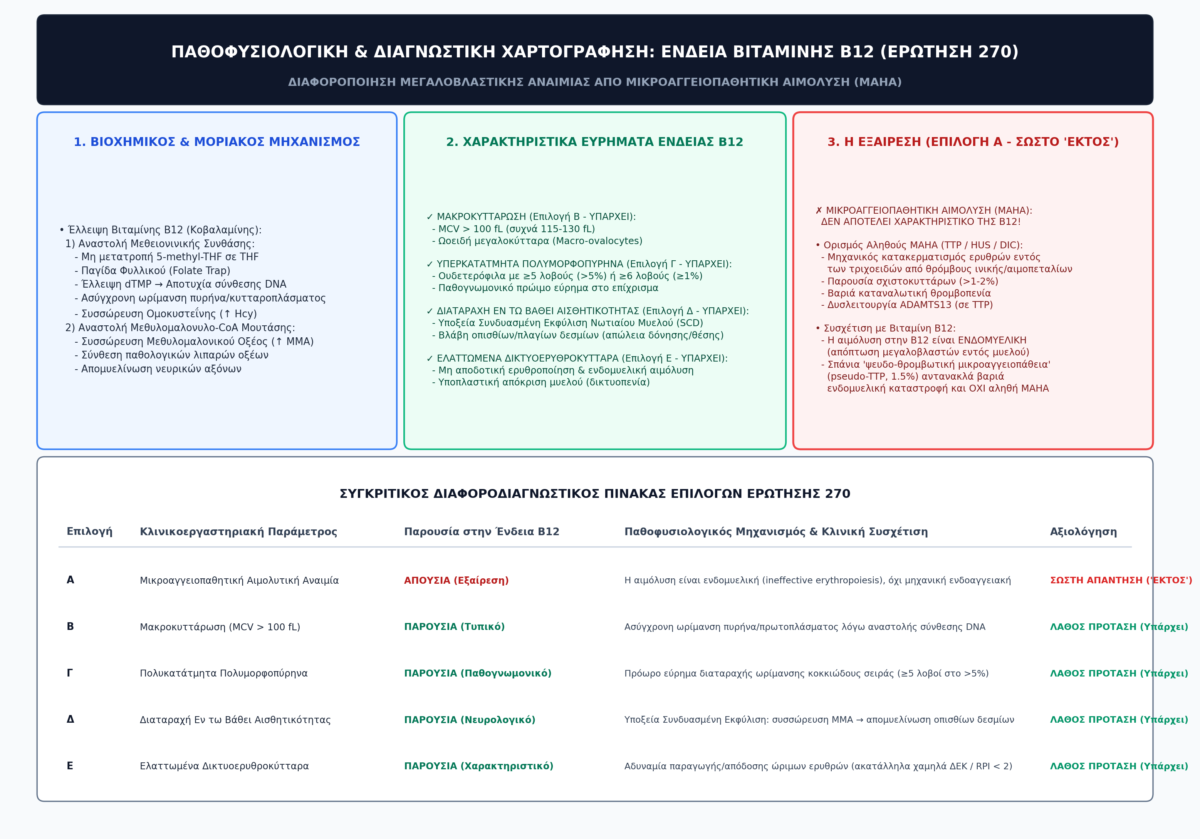 ΠΑΘΟΦΥΣΙΟΛΟΓΙΚΗ & ΔΙΑΓΝΩΣΤΙΚΗ ΧΑΡΤΟΓΡΑΦΗΣΗ: ΕΝΔΕΙΑ ΒΙΤΑΜΙΝΗΣ B12 (ΕΡΩΤΗΣΗ 270)
ΔΙΑΦΟΡΟΠΟΙΗΣΗ ΜΕΓΑΛΟΒΛΑΣΤΙΚΗΣ ΑΝΑΙΜΙΑΣ ΑΠΟ ΜΙΚΡΟΑΓΓΕΙΟΠΑΘΗΤΙΚΗ ΑΙΜΟΛΥΣΗ (MAHA)
1. ΒΙΟΧΗΜΙΚΟΣ & ΜΟΡΙΑΚΟΣ ΜΗΧΑΝΙΣΜΟΣ
• Έλλειψη Βιταμίνης B12 (Κοβαλαμίνης):
1) Αναστολή Μεθειονινικής Συνθάσης:
- Μη μετατροπή 5-methyl-THF σε THF
- Παγίδα Φυλλικού (Folate Trap)
- Έλλειψη dTMP → Αποτυχία σύνθεσης DNA
- Ασύγχρονη ωρίμανση πυρήνα/κυτταροπλάσματος
- Συσσώρευση Ομοκυστεΐνης (↑ Hcy)
2) Αναστολή Μεθυλομαλονυλο-CoA Μουτάσης:
- Συσσώρευση Μεθυλομαλονικού Οξέος (↑ MMA)
- Σύνθεση παθολογικών λιπαρών οξέων
- Απομυελίνωση νευρικών αξόνων
2. ΧΑΡΑΚΤΗΡΙΣΤΙΚΑ ΕΥΡΗΜΑΤΑ ΕΝΔΕΙΑΣ B12
✓ ΜΑΚΡΟΚΥΤΤΑΡΩΣΗ (Επιλογή Β - ΥΠΑΡΧΕΙ):
- MCV > 100 fL (συχνά 115-130 fL)
- Ωοειδή μεγαλοκύτταρα (Macro-ovalocytes)
✓ ΥΠΕΡΚΑΤΑΤΜΗΤΑ ΠΟΛΥΜΟΡΦΟΠΥΡΗΝΑ (Επιλογή Γ - ΥΠΑΡΧΕΙ):
- Ουδετερόφιλα με ≥5 λοβούς (>5%) ή ≥6 λοβούς (≥1%)
- Παθογνωμονικό πρώιμο εύρημα στο επίχρισμα
✓ ΔΙΑΤΑΡΑΧΗ ΕΝ ΤΩ ΒΑΘΕΙ ΑΙΣΘΗΤΙΚΟΤΗΤΑΣ (Επιλογή Δ - ΥΠΑΡΧΕΙ):
- Υποξεία Συνδυασμένη Εκφύλιση Νωτιαίου Μυελού (SCD)
- Βλάβη οπισθίων/πλαγίων δεσμίων (απώλεια δόνησης/θέσης)
✓ ΕΛΑΤΤΩΜΕΝΑ ΔΙΚΤΥΟΕΡΥΘΡΟΚΥΤΤΑΡΑ (Επιλογή Ε - ΥΠΑΡΧΕΙ):
- Μη αποδοτική ερυθροποίηση & ενδομυελική αιμόλυση
- Υποπλαστική απόκριση μυελού (δικτυοπενία)
3. Η ΕΞΑΙΡΕΣΗ (ΕΠΙΛΟΓΗ Α - ΣΩΣΤΟ 'ΕΚΤΟΣ')
✗ ΜΙΚΡΟΑΓΓΕΙΟΠΑΘΗΤΙΚΗ ΑΙΜΟΛΥΣΗ (MAHA):
ΔΕΝ ΑΠΟΤΕΛΕΙ ΧΑΡΑΚΤΗΡΙΣΤΙΚΟ ΤΗΣ B12!
• Ορισμός Αληθούς MAHA (TTP / HUS / DIC):
- Μηχανικός κατακερματισμός ερυθρών εντός
των τριχοειδών από θρόμβους ινικής/αιμοπεταλίων
- Παρουσία σχιστοκυττάρων (>1-2%)
- Βαριά καταναλωτική θρομβοπενία
- Δυσλειτουργία ADAMTS13 (σε TTP)
• Συσχέτιση με Βιταμίνη B12:
- Η αιμόλυση στην B12 είναι ΕΝΔΟΜΥΕΛΙΚΗ
(απόπτωση μεγαλοβλαστών εντός μυελού)
- Σπάνια 'ψευδο-θρομβωτική μικροαγγειοπάθεια'
(pseudo-TTP, 1.5%) αντανακλά βαριά
ενδομυελική καταστροφή και ΟΧΙ αληθή MAHA
ΣΥΓΚΡΙΤΙΚΟΣ ΔΙΑΦΟΡΟΔΙΑΓΝΩΣΤΙΚΟΣ ΠΙΝΑΚΑΣ ΕΠΙΛΟΓΩΝ ΕΡΩΤΗΣΗΣ 270
Επιλογή Κλινικοεργαστηριακή Παράμετρος Παρουσία στην Ένδεια B12 Παθοφυσιολογικός Μηχανισμός & Κλινική Συσχέτιση Αξιολόγηση
Α Μικροαγγειοπαθητική Αιμολυτική Αναιμία ΑΠΟΥΣΙΑ (Εξαίρεση) Η αιμόλυση είναι ενδομυελική (ineffective erythropoiesis), όχι μηχανική ενδοαγγειακή ΣΩΣΤΗ ΑΠΑΝΤΗΣΗ ('ΕΚΤΟΣ')
Β Μακροκυττάρωση (MCV > 100 fL) ΠΑΡΟΥΣΙΑ (Τυπικό) Ασύγχρονη ωρίμανση πυρήνα/πρωτοπλάσματος λόγω αναστολής σύνθεσης DNA ΛΑΘΟΣ ΠΡΟΤΑΣΗ (Υπάρχει)
Γ Πολυκατάτμητα Πολυμορφοπύρηνα ΠΑΡΟΥΣΙΑ (Παθογνωμονικό) Πρόωρο εύρημα διαταραχής ωρίμανσης κοκκιώδους σειράς (≥5 λοβοί στο >5%) ΛΑΘΟΣ ΠΡΟΤΑΣΗ (Υπάρχει)
Δ Διαταραχή Εν τω Βάθει Αισθητικότητας ΠΑΡΟΥΣΙΑ (Νευρολογικό) Υποξεία Συνδυασμένη Εκφύλιση: συσσώρευση MMA → απομυελίνωση οπισθίων δεσμίων ΛΑΘΟΣ ΠΡΟΤΑΣΗ (Υπάρχει)
Ε Ελαττωμένα Δικτυοερυθροκύτταρα ΠΑΡΟΥΣΙΑ (Χαρακτηριστικό) Αδυναμία παραγωγής/απόδοσης ώριμων ερυθρών (ακατάλληλα χαμηλά ΔΕΚ / RPI < 2) ΛΑΘΟΣ ΠΡΟΤΑΣΗ (Υπάρχει)